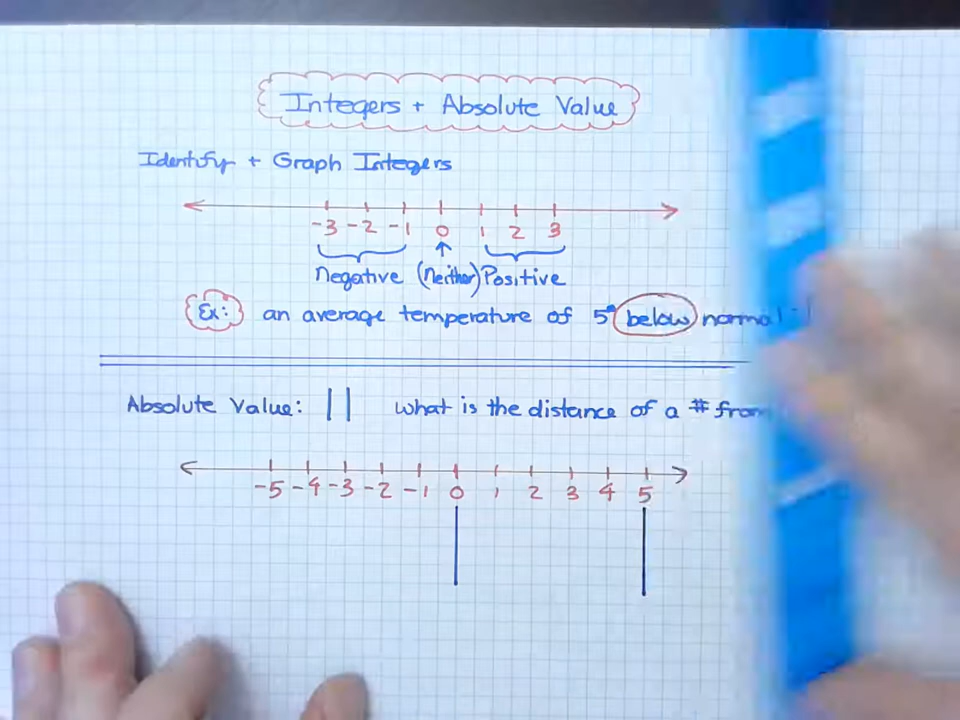 Integers + Absolute Value
Identify + Graph Integers
-3 -2 -1 0 1 2 3
Negative (Neither) Positive
Ex: an average temperature of 5° below normal:
Absolute Value: | | what is the distance of a # from
-5 -4 -3 -2 -1 0 1 2 3 4 5